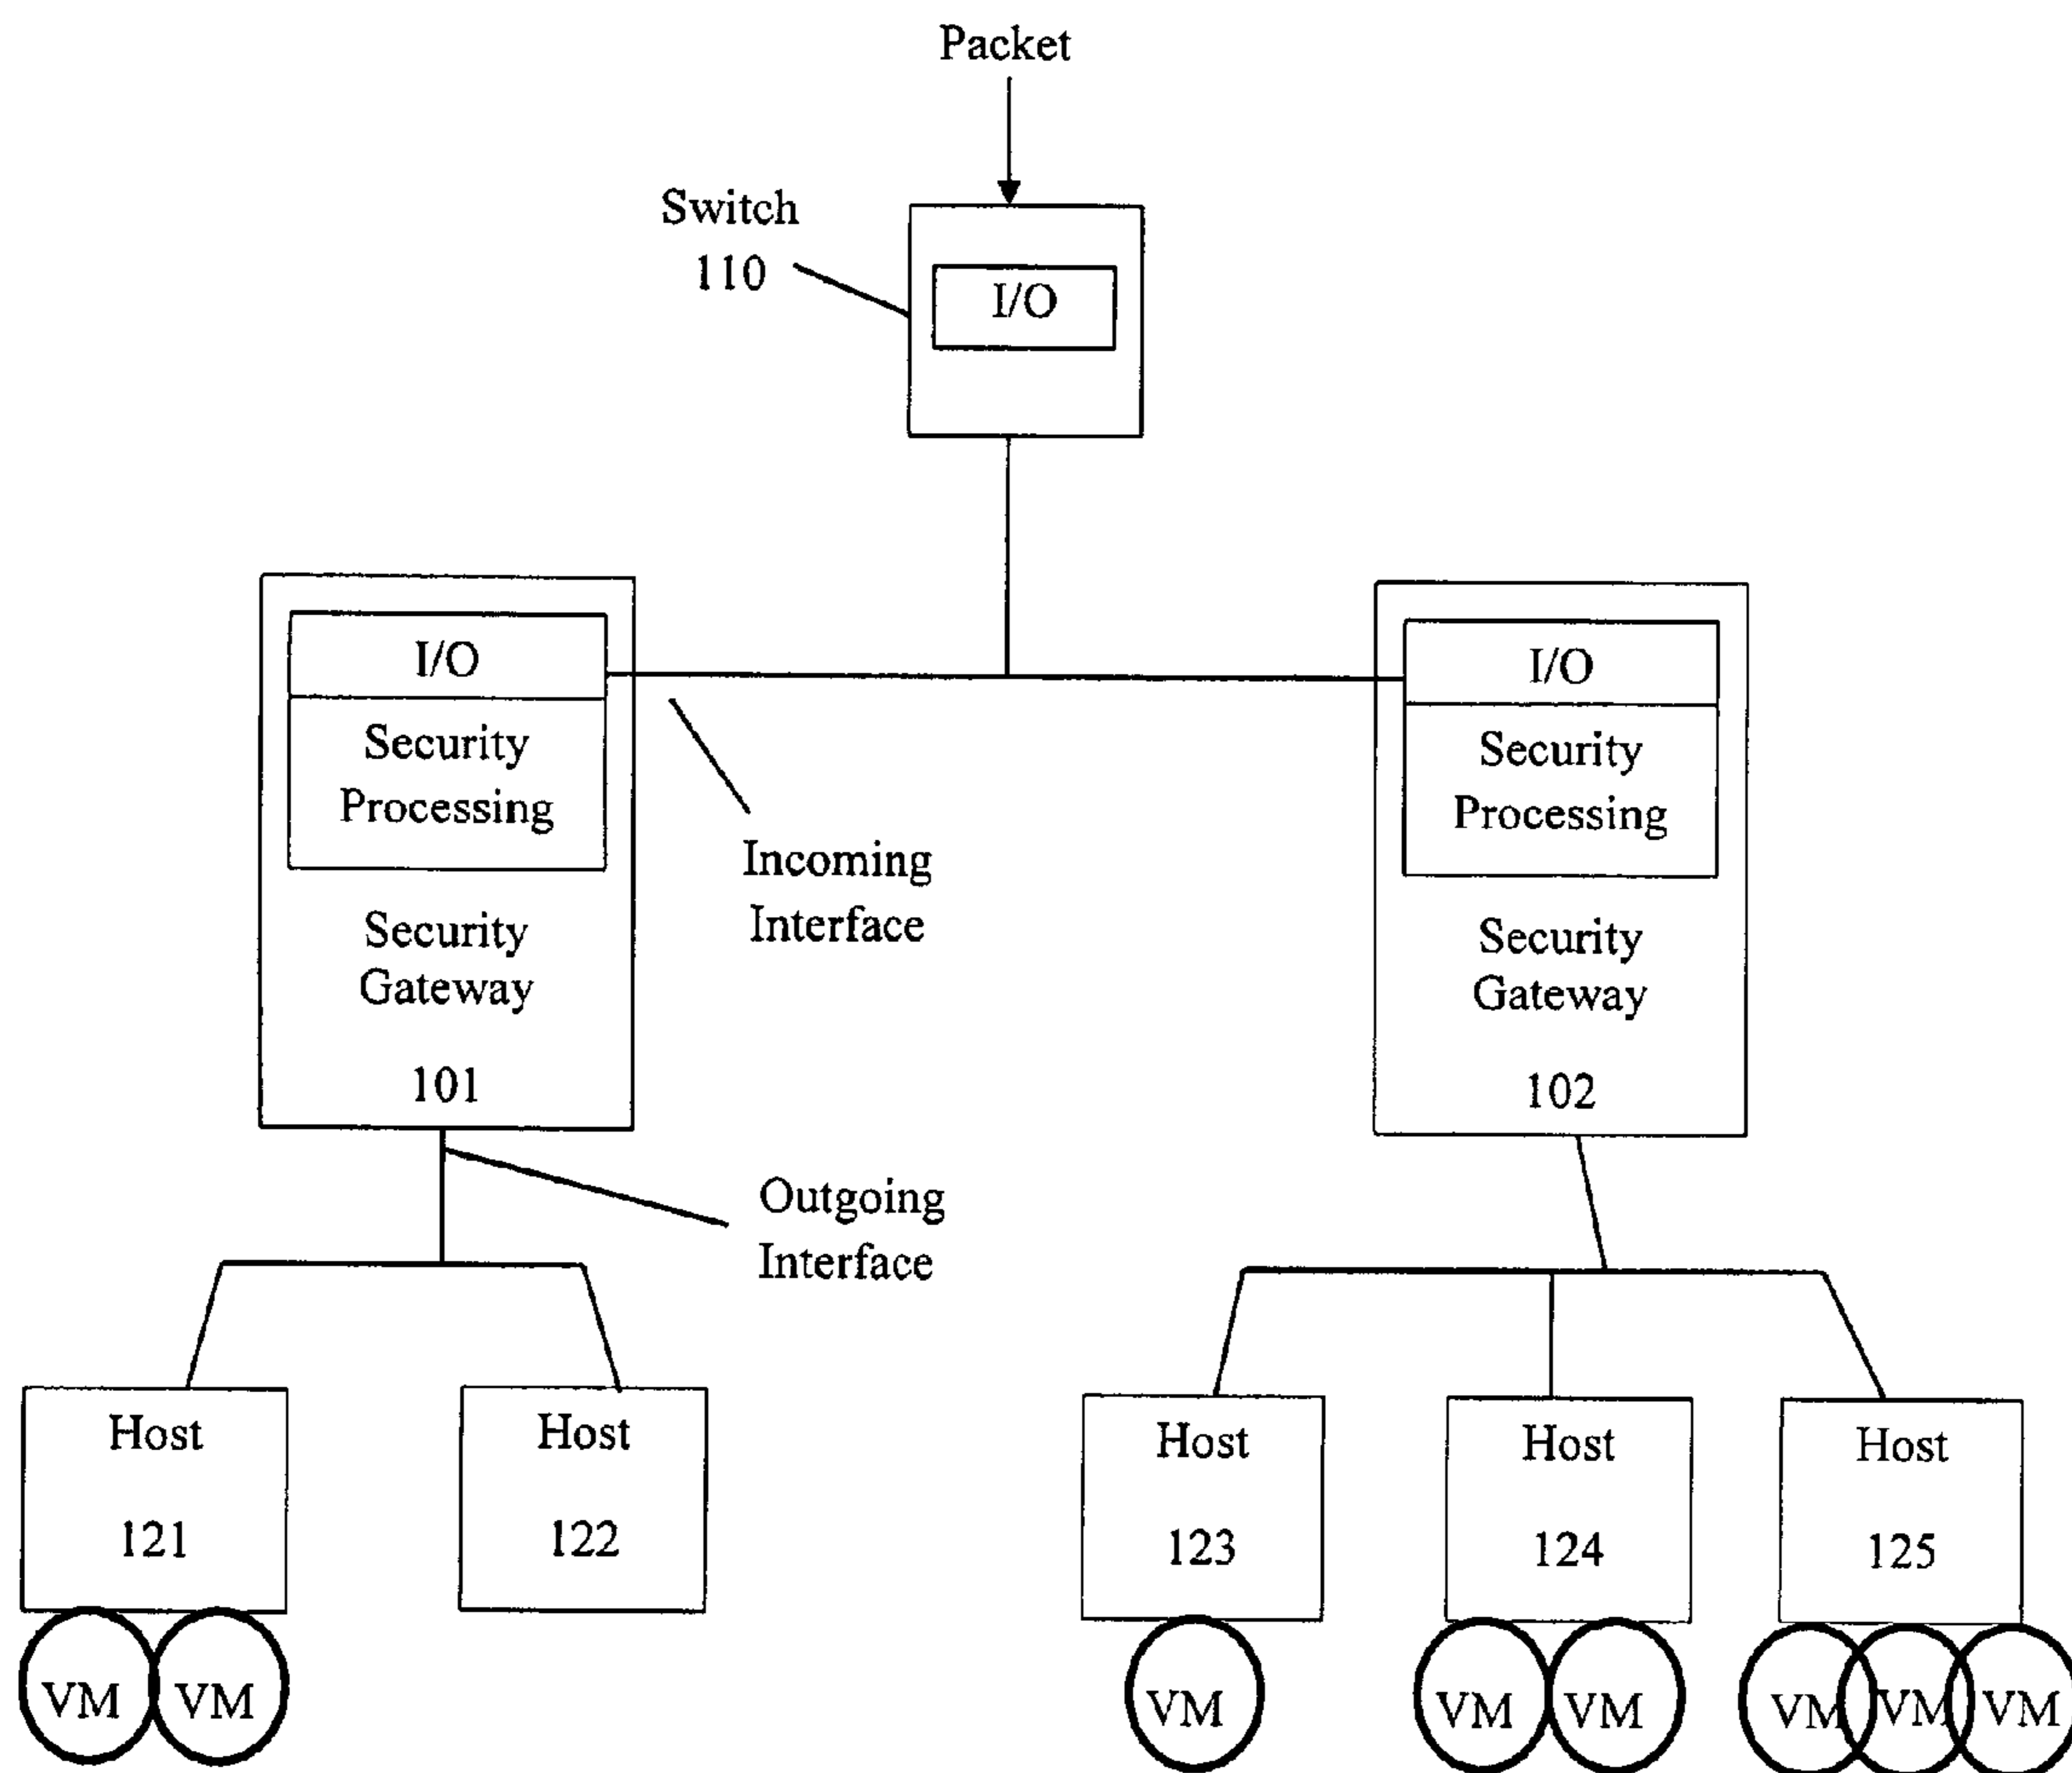 Packet
Switch
110
I/O
I/O
Security
Processing
Security
Gateway
101
Incoming
Interface
I/O
Security
Processing
Security
Gateway
102
Outgoing
Interface
Host
121
Host
122
Host
123
Host
124
Host
125
VM VM
VM
VM VM
VM VM VM